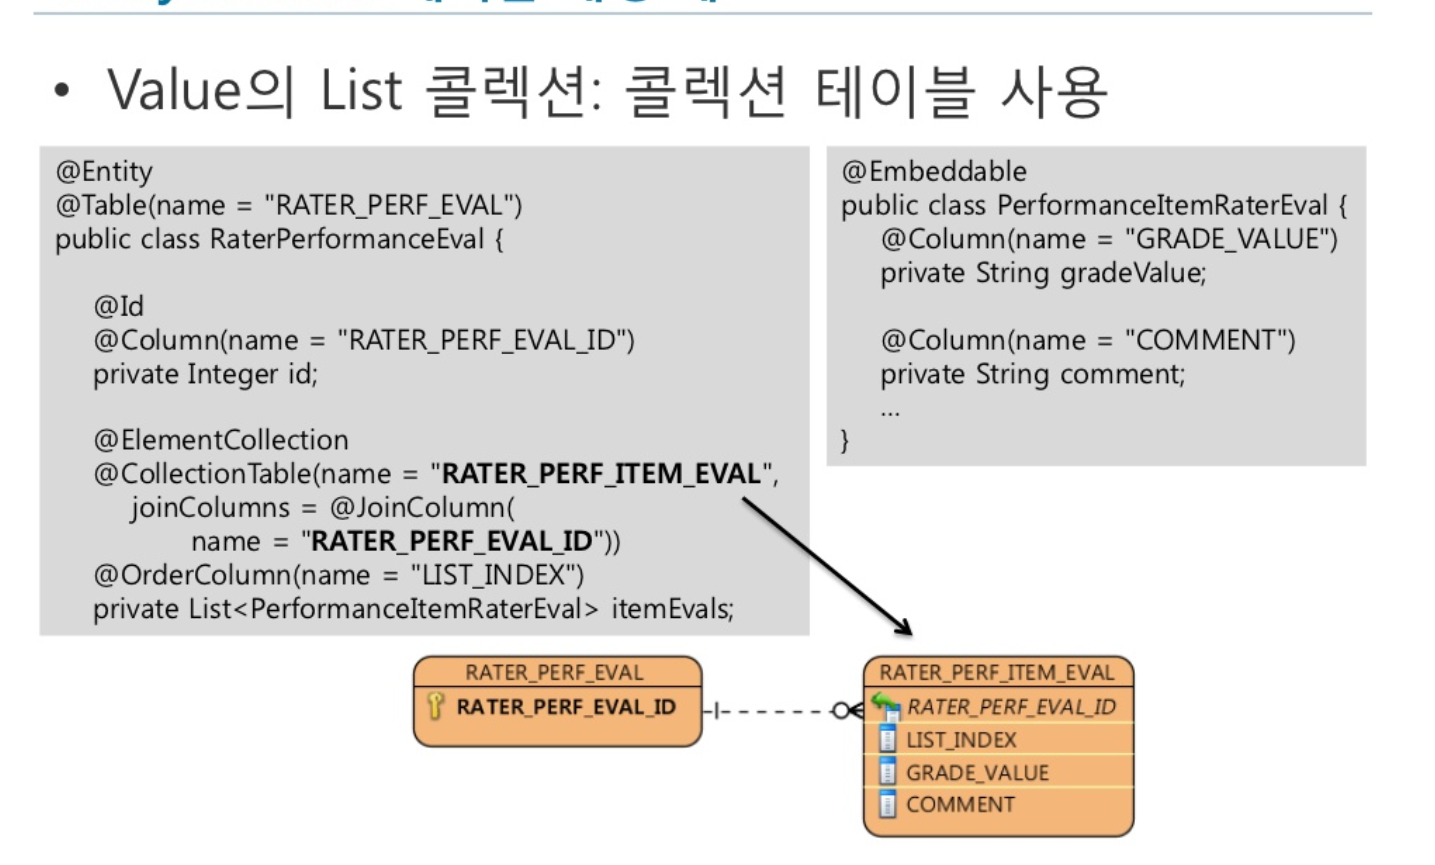 • Value의 List 콜렉션: 콜렉션 테이블 사용
@Entity
@Table(name = "RATER_PERF_EVAL")
public class RaterPerformanceEval {
@Id
@Column(name = "RATER_PERF_EVAL_ID")
private Integer id;
@ElementCollection
@CollectionTable(name = "RATER_PERF_ITEM_EVAL",
joinColumns = @JoinColumn(
name = "RATER_PERF_EVAL_ID"))
@OrderColumn(name = "LIST_INDEX")
private List<PerformanceItemRaterEval> itemEvals;
@Embeddable
public class PerformanceItemRaterEval {
@Column(name = "GRADE_VALUE")
private String gradeValue;
@Column(name = "COMMENT")
private String comment;
...
}
RATER_PERF_EVAL
RATER_PERF_EVAL_ID
RATER_PERF_ITEM_EVAL
RATER_PERF_EVAL_ID
LIST_INDEX
GRADE_VALUE
COMMENT